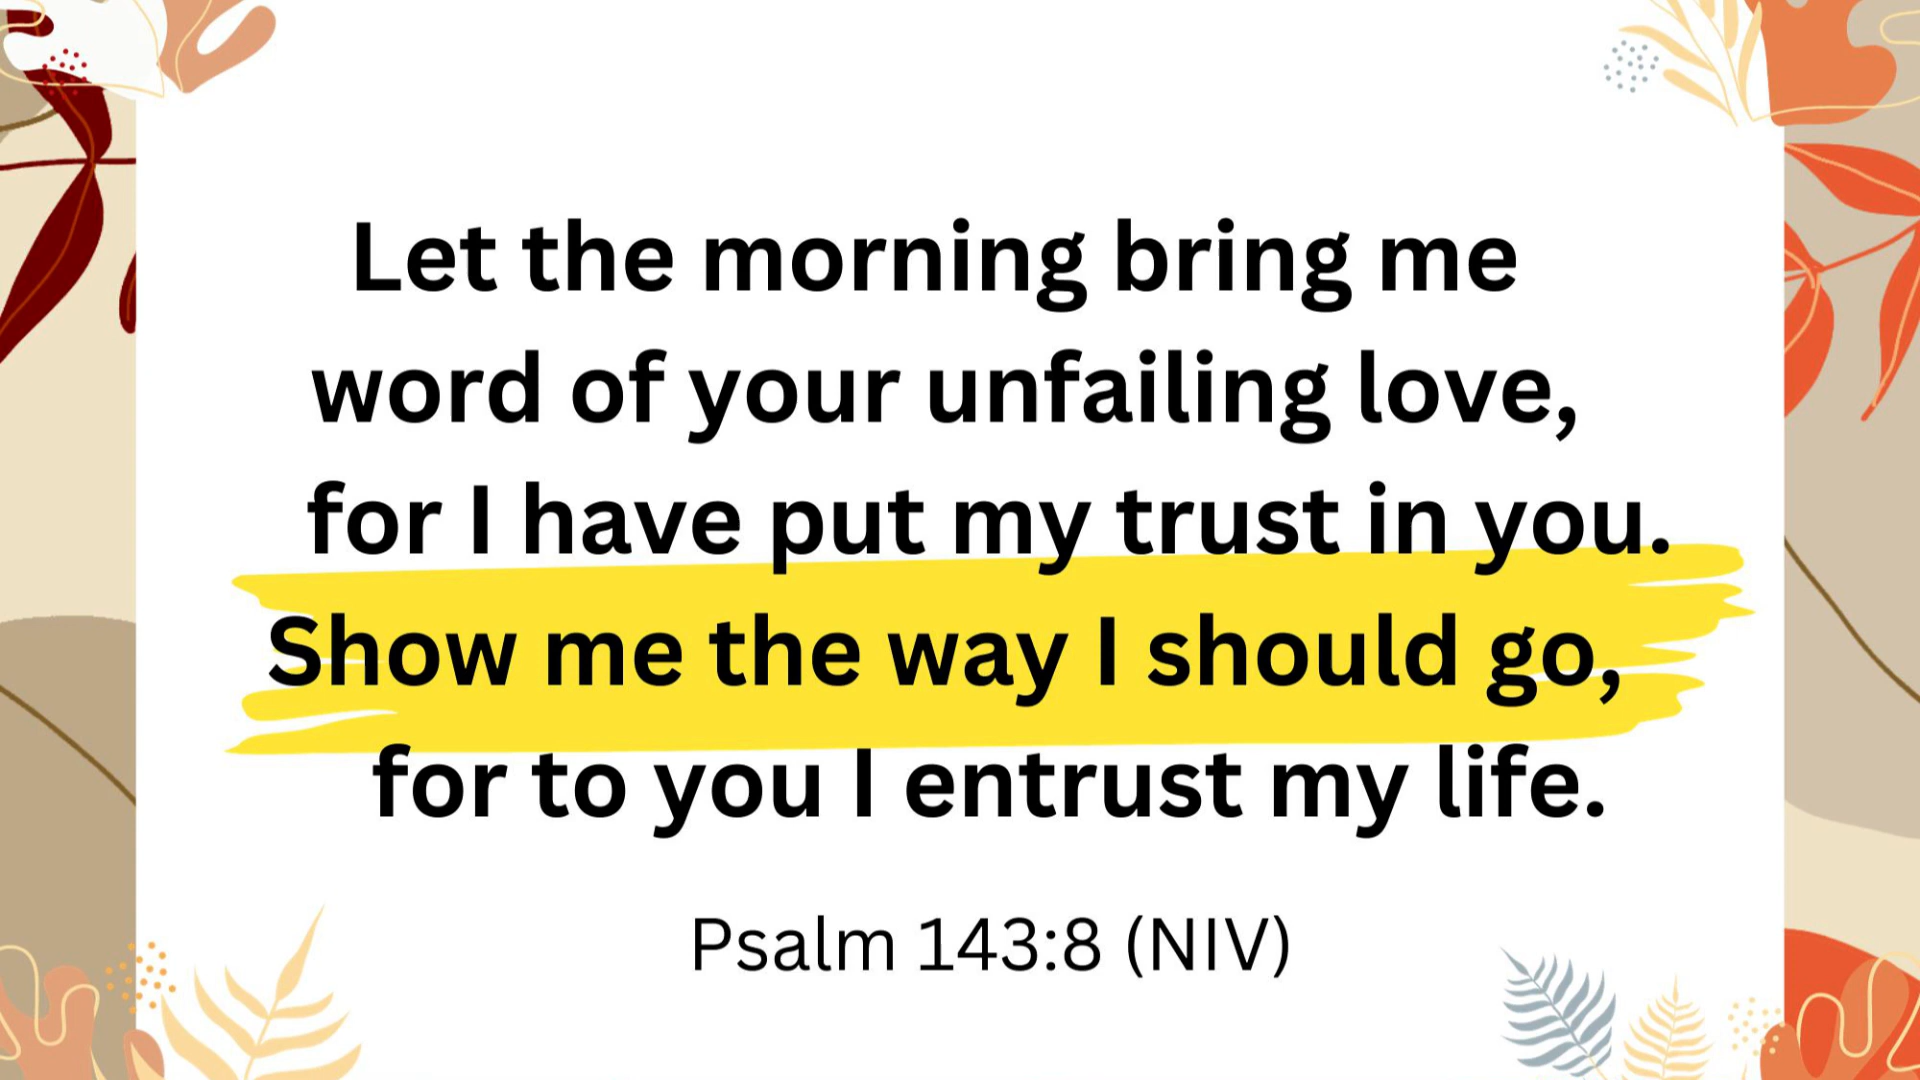 Let the morning bring me
word of your unfailing love,
for I have put my trust in you.
Show me the way I should go,
for to you I entrust my life.
Psalm 143:8 (NIV)